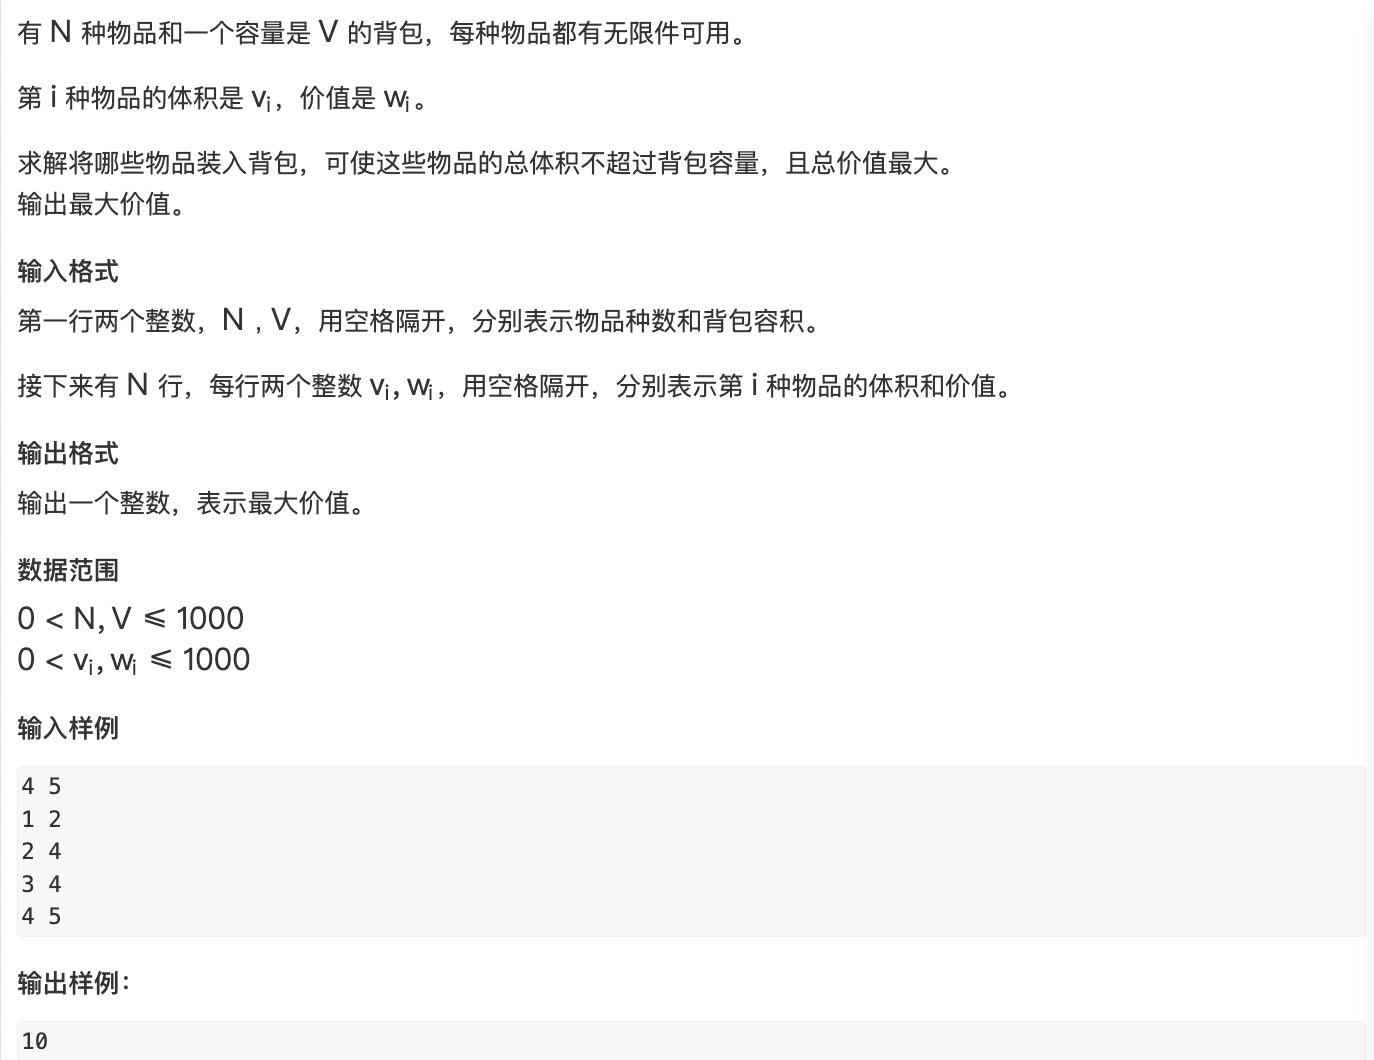 有 N 种物品和一个容量是 V 的背包，每种物品都有无限件可用。
第 i 种物品的体积是 vi，价值是 wi。
求解将哪些物品装入背包，可使这些物品的总体积不超过背包容量，且总价值最大。
输出最大价值。
输入格式
第一行两个整数，N，V，用空格隔开，分别表示物品种数和背包容积。
接下来有 N 行，每行两个整数 vi, wi，用空格隔开，分别表示第 i 种物品的体积和价值。
输出格式
输出一个整数，表示最大价值。
数据范围
0 < N, V ⩽ 1000
0 < vi, wi ⩽ 1000
输入样例
4 5
1 2
2 4
3 4
4 5
输出样例：
10